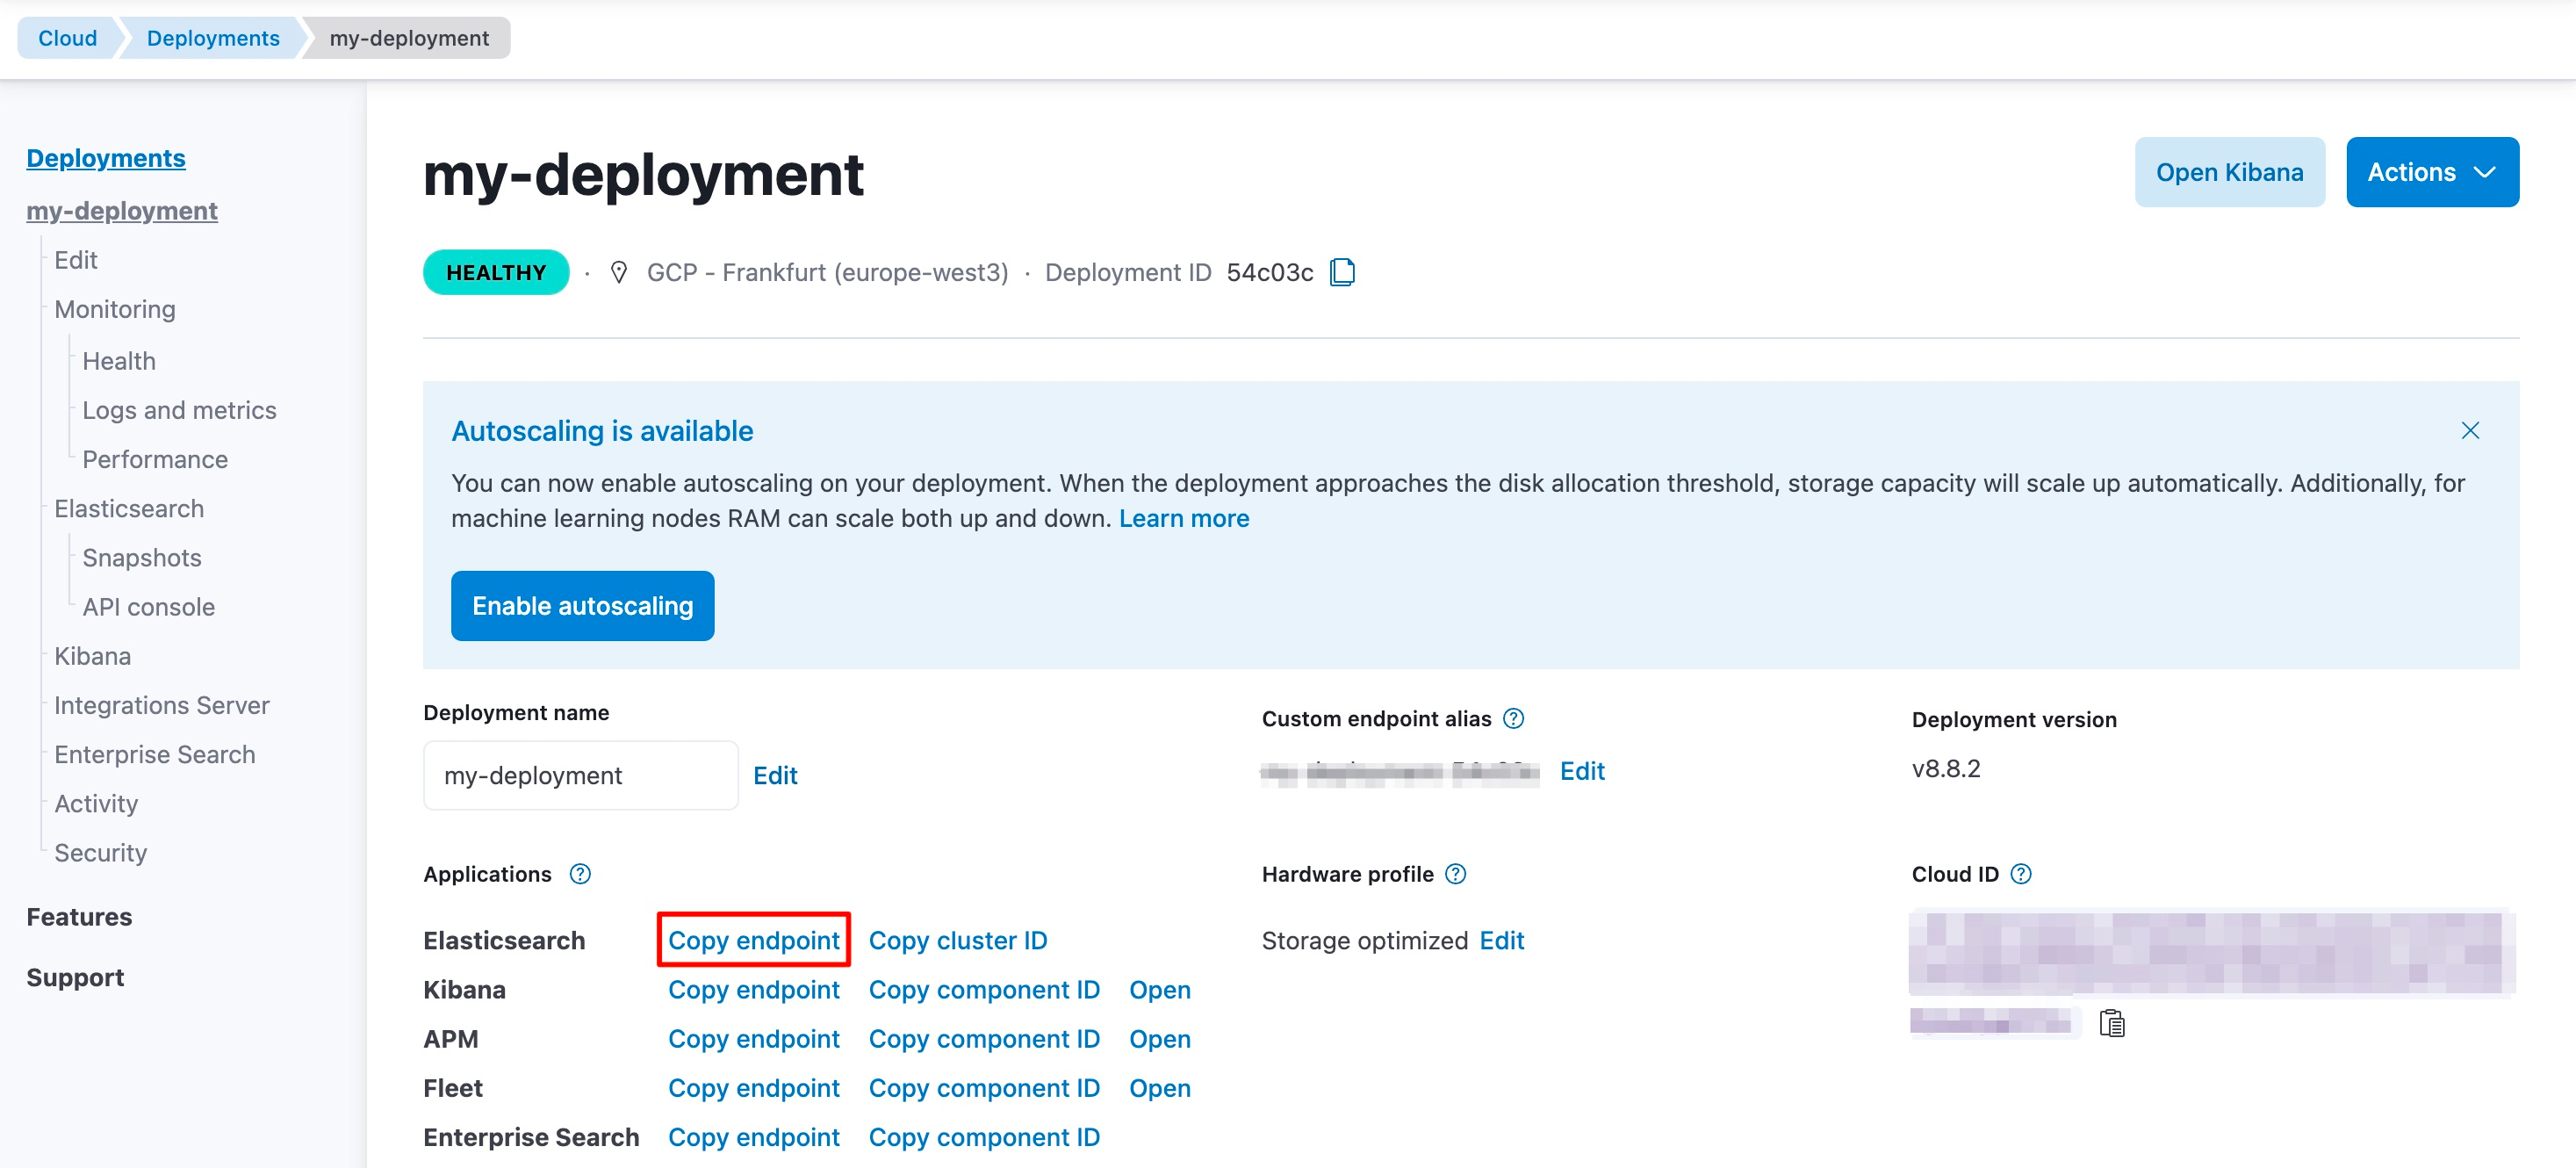 Cloud
Deployments
my-deployment
Deployments
my-deployment
Edit
Monitoring
Health
Logs and metrics
Performance
Elasticsearch
Snapshots
API console
Kibana
Integrations Server
Enterprise Search
Activity
Security
Features
Support
my-deployment
Open Kibana
Actions
HEALTHY · GCP - Frankfurt (europe-west3) · Deployment ID 54c03c
Autoscaling is available
You can now enable autoscaling on your deployment. When the deployment approaches the disk allocation threshold, storage capacity will scale up automatically. Additionally, for
machine learning nodes RAM can scale both up and down. Learn more
Enable autoscaling
Deployment name
my-deployment Edit
Custom endpoint alias
Edit
Deployment version
v8.8.2
Applications
Elasticsearch Copy endpoint Copy cluster ID
Kibana Copy endpoint Copy component ID Open
APM Copy endpoint Copy component ID Open
Fleet Copy endpoint Copy component ID Open
Enterprise Search Copy endpoint Copy component ID
Hardware profile
Storage optimized Edit
Cloud ID